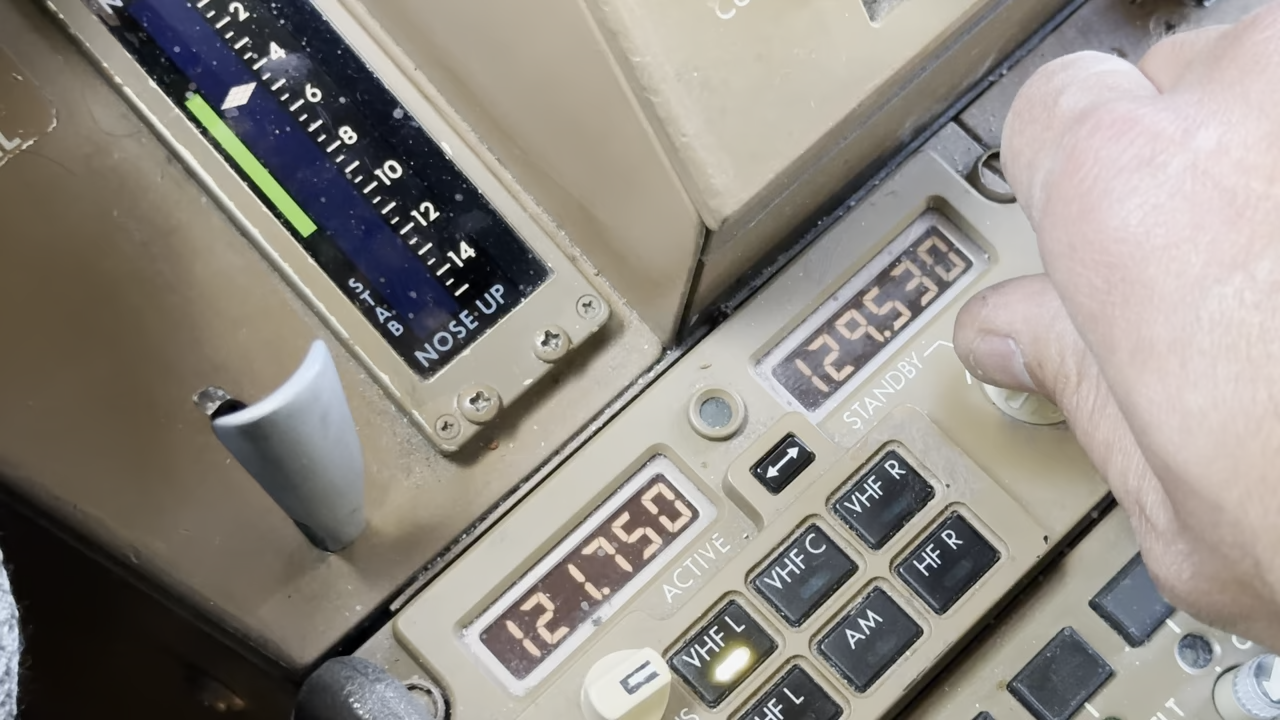 2
4
6
8
10
12
14
STAB
NOSE UP
129.530
STANDBY
121.750
ACTIVE
VHF L
VHF C
VHF R
AM
HF R